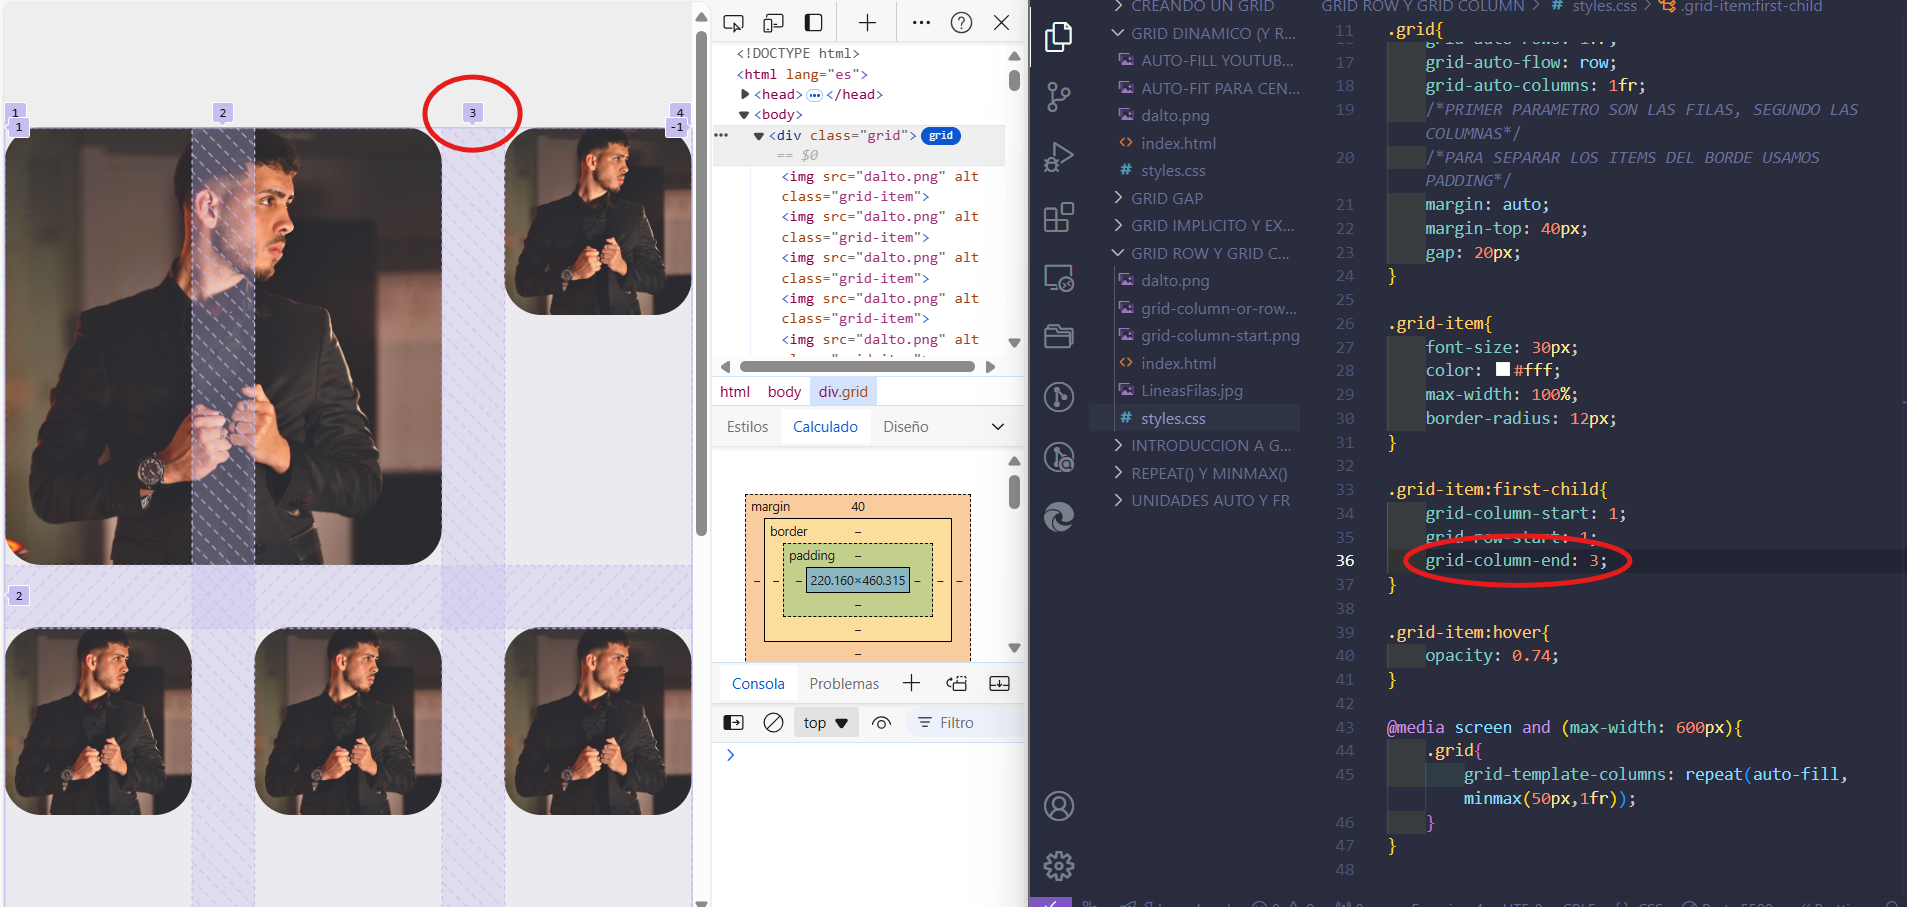 1
2
3
4
1
-1
2
<!DOCTYPE html>
<html lang="es">
<head> ••• </head>
<body>
••• <div class="grid"> grid
== $0
<img src="dalto.png" alt
class="grid-item">
<img src="dalto.png" alt
class="grid-item">
<img src="dalto.png" alt
class="grid-item">
<img src="dalto.png" alt
class="grid-item">
<img src="dalto.png" alt
html body div.grid
Estilos Calculado Diseño
margin 40
border –
padding –
– – – 220.160×460.315 – – –
–
–
–
Consola Problemas
top Filtro
CREANDO UN GRID
GRID DINAMICO (Y R...
AUTO-FILL YOUTUB...
AUTO-FIT PARA CEN...
dalto.png
index.html
styles.css
GRID GAP
GRID IMPLICITO Y EX...
GRID ROW Y GRID C...
dalto.png
grid-column-or-row...
grid-column-start.png
index.html
LineasFilas.jpg
styles.css
INTRODUCCION A G...
REPEAT() Y MINMAX()
UNIDADES AUTO Y FR
GRID ROW Y GRID COLUMN > # styles.css > .grid-item:first-child
11 .grid{
16 grid-auto-rows: 1fr;
17 grid-auto-flow: row;
18 grid-auto-columns: 1fr;
19 /*PRIMER PARAMETRO SON LAS FILAS, SEGUNDO LAS
COLUMNAS*/
20 /*PARA SEPARAR LOS ITEMS DEL BORDE USAMOS
PADDING*/
21 margin: auto;
22 margin-top: 40px;
23 gap: 20px;
24 }
25
26 .grid-item{
27 font-size: 30px;
28 color: #fff;
29 max-width: 100%;
30 border-radius: 12px;
31 }
32
33 .grid-item:first-child{
34 grid-column-start: 1;
35 grid-row-start: 1;
36 grid-column-end: 3;
37 }
38
39 .grid-item:hover{
40 opacity: 0.74;
41 }
42
43 @media screen and (max-width: 600px){
44 .grid{
45 grid-template-columns: repeat(auto-fill,
minmax(50px,1fr));
46 }
47 }
48